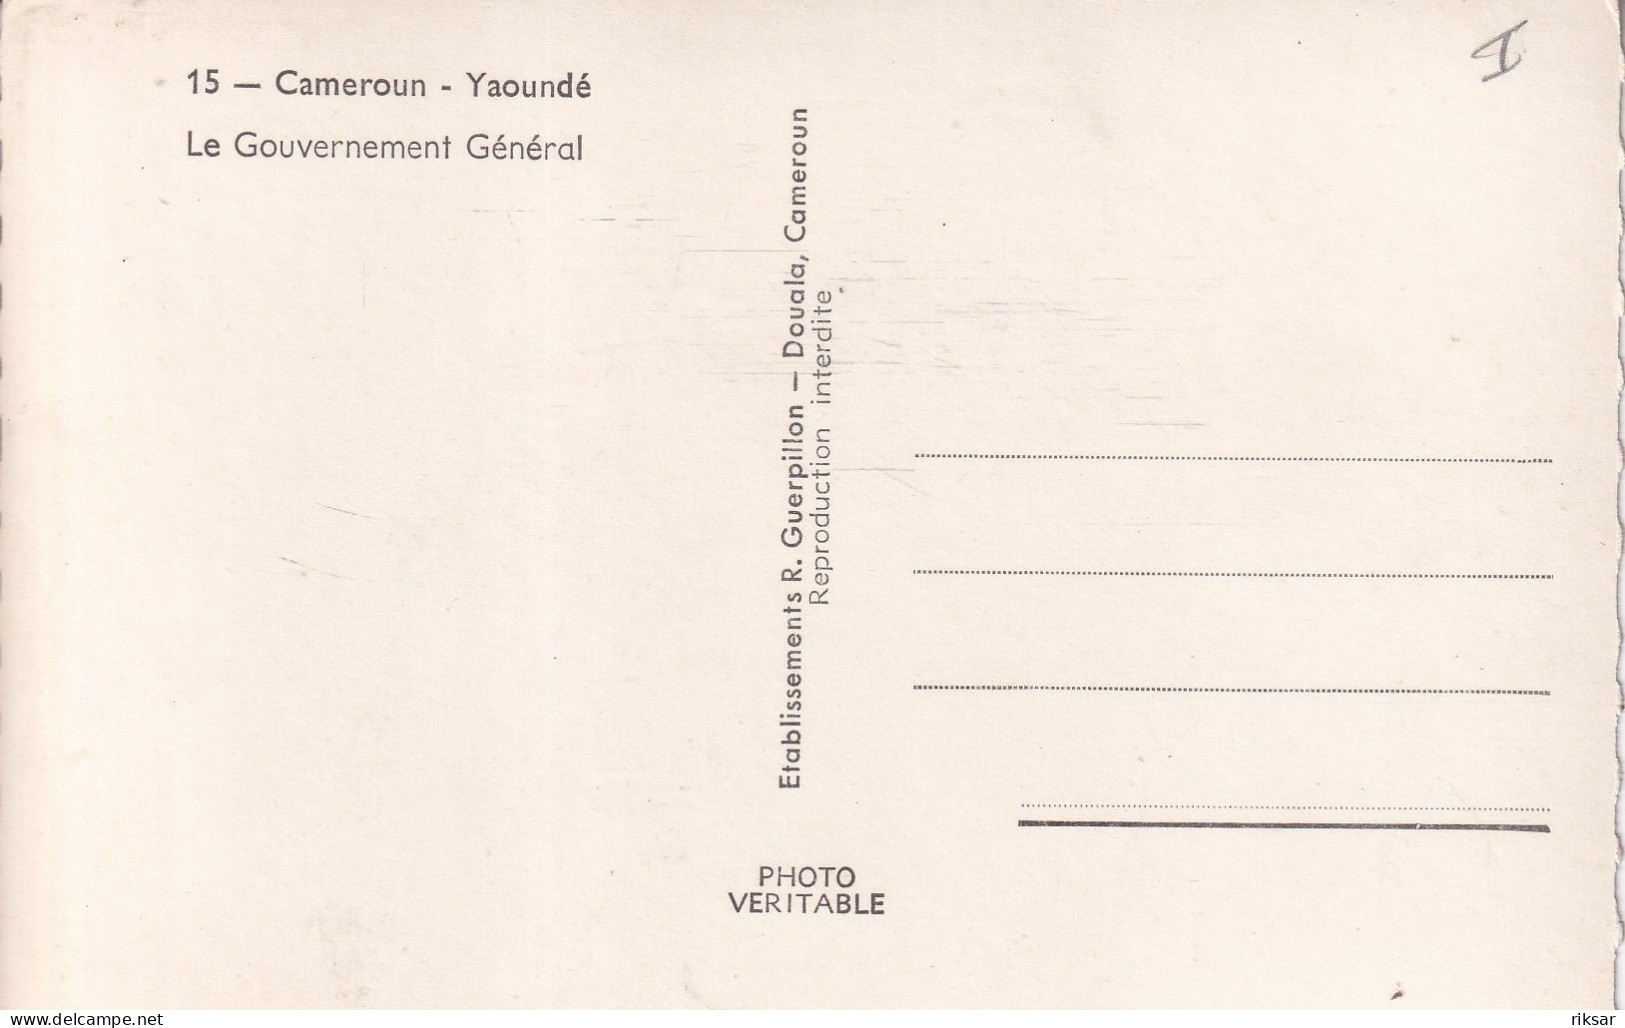 15 — Cameroun - Yaoundé
Le Gouvernement Général
Etablissements R. Guerpillon — Douala, Cameroun
Reproduction interdite
PHOTO
VERITABLE
www.delcampe.net
riksar